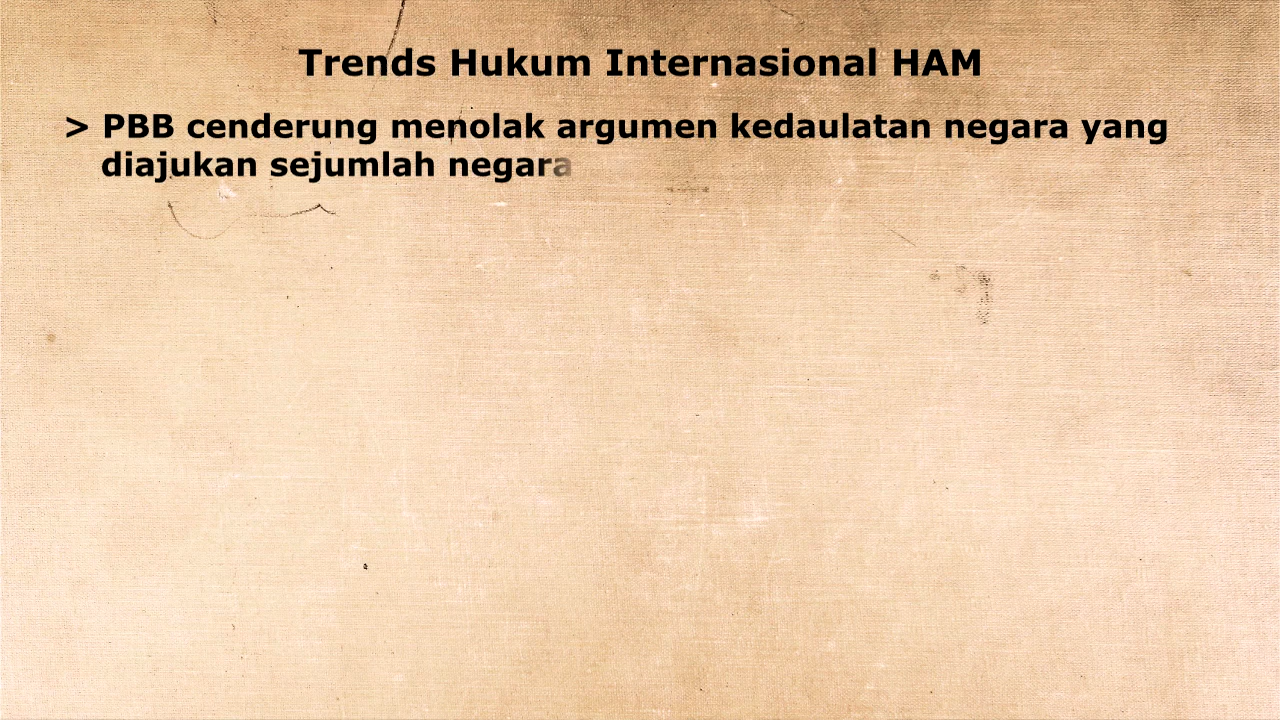 Trends Hukum Internasional HAM
> PBB cenderung menolak argumen kedaulatan negara yang
diajukan sejumlah negara